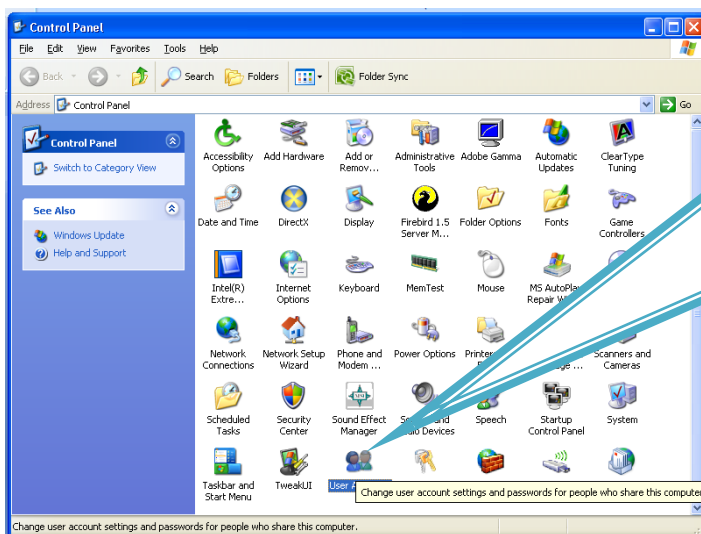 Control Panel
File Edit View Favorites Tools Help
Back Search Folders Folder Sync
Address Control Panel Go
Control Panel
Switch to Category View
See Also
Windows Update
Help and Support
Accessibility Options
Add Hardware
Add or Remov...
Administrative Tools
Adobe Gamma
Automatic Updates
ClearType Tuning
Date and Time
DirectX
Display
Firebird 1.5 Server M...
Folder Options
Fonts
Game Controllers
Intel(R) Extre...
Internet Options
Keyboard
MemTest
Mouse
MS AutoPlay Repair
Network Connections
Network Setup Wizard
Phone and Modem ...
Power Options
Scanners and Cameras
Scheduled Tasks
Security Center
Sound Effect Manager
Speech
Startup Control Panel
System
Taskbar and Start Menu
TweakUI
User
Change user account settings and passwords for people who share this computer
Change user account settings and passwords for people who share this computer.